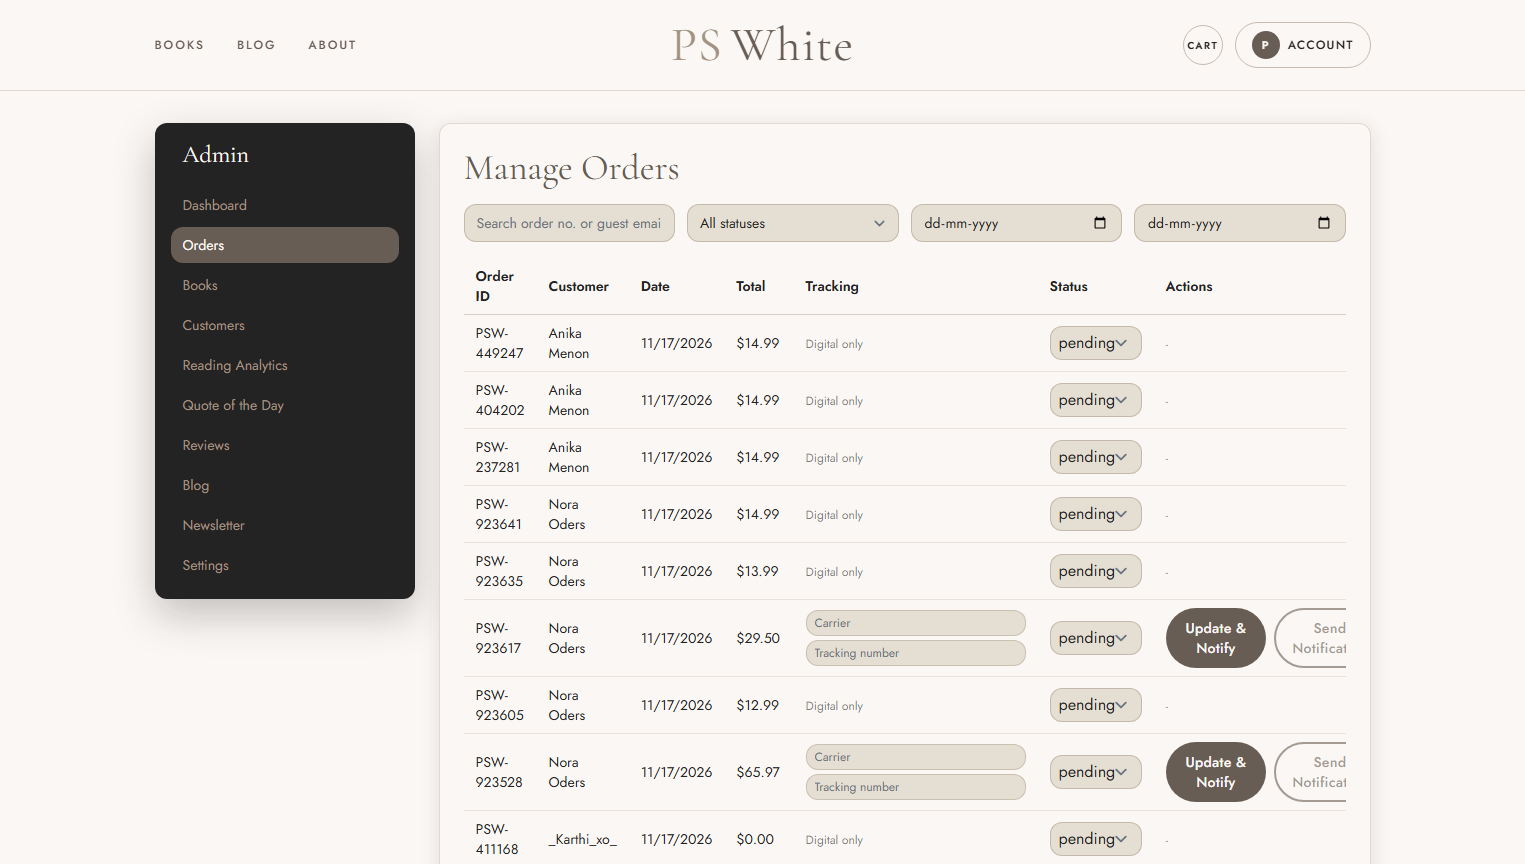 BOOKS BLOG ABOUT PS White CART P ACCOUNT
Admin
Dashboard
Orders
Books
Customers
Reading Analytics
Quote of the Day
Reviews
Blog
Newsletter
Settings
Manage Orders
Search order no. or guest emai All statuses dd-mm-yyyy dd-mm-yyyy
Order ID Customer Date Total Tracking Status Actions
PSW-449247 Anika Menon 11/17/2026 $14.99 Digital only pending -
PSW-404202 Anika Menon 11/17/2026 $14.99 Digital only pending -
PSW-237281 Anika Menon 11/17/2026 $14.99 Digital only pending -
PSW-923641 Nora Oders 11/17/2026 $14.99 Digital only pending -
PSW-923635 Nora Oders 11/17/2026 $13.99 Digital only pending -
PSW-923617 Nora Oders 11/17/2026 $29.50 Carrier Tracking number pending Update & Notify Send Notificat
PSW-923605 Nora Oders 11/17/2026 $12.99 Digital only pending -
PSW-923528 Nora Oders 11/17/2026 $65.97 Carrier Tracking number pending Update & Notify Send Notificat
PSW-411168 _Karthi_xo_ 11/17/2026 $0.00 Digital only pending -